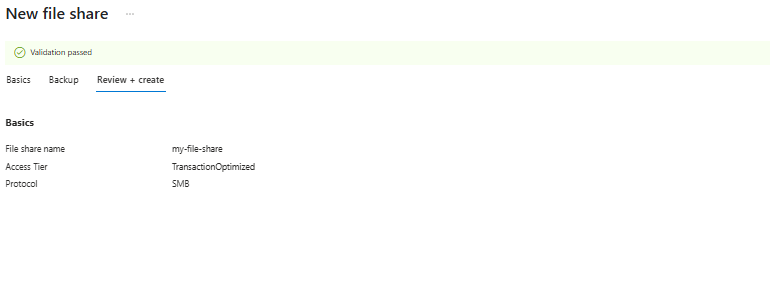 New file share ...
Validation passed
Basics Backup Review + create
Basics
File share name my-file-share
Access Tier TransactionOptimized
Protocol SMB